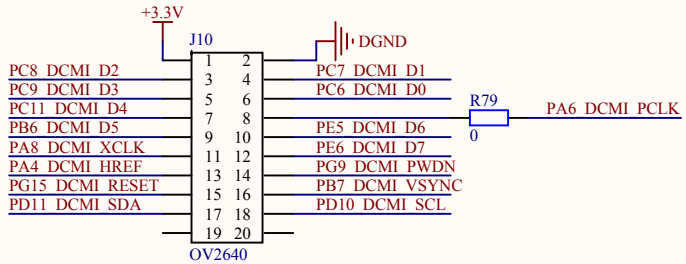 +3.3V
J10
DGND
1 2
PC8 DCMI D2 3 4 PC7 DCMI D1
PC9 DCMI D3 5 6 PC6 DCMI D0
PC11 DCMI D4 7 8 R79 PA6 DCMI PCLK
0
PB6 DCMI D5 9 10 PE5 DCMI D6
PA8 DCMI XCLK 11 12 PE6 DCMI D7
PA4 DCMI HREF 13 14 PG9 DCMI PWDN
PG15 DCMI RESET 15 16 PB7 DCMI VSYNC
PD11 DCMI SDA 17 18 PD10 DCMI SCL
19 20
OV2640